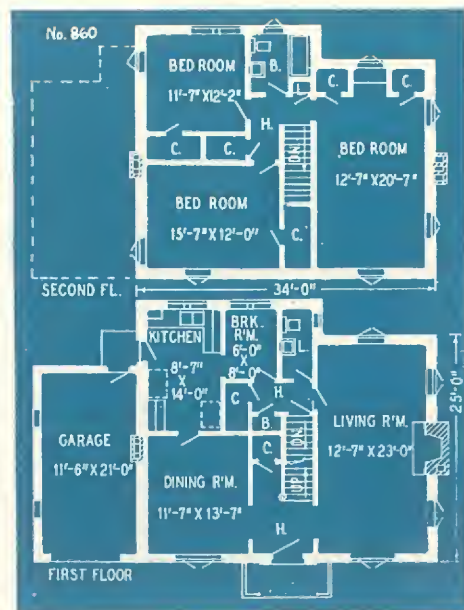 No. 860
BED ROOM
11'-7" X 12'-2"
B.
C.
C.
H.
C.
C.
DN.
BED ROOM
12'-7" X 20'-7"
BED ROOM
15'-7" X 12'-0"
C.
SECOND FL.
34'-0"
KITCHEN
8'-7"
X
14'-0"
BRK.
R'M.
6'-0"
X
8'-0"
L.
H.
C.
B.
C.
DN.
UP
LIVING R'M.
12'-7" X 23'-0"
25'-0"
GARAGE
11'-6" X 21'-0"
DINING R'M.
11'-7" X 13'-7"
H.
FIRST FLOOR